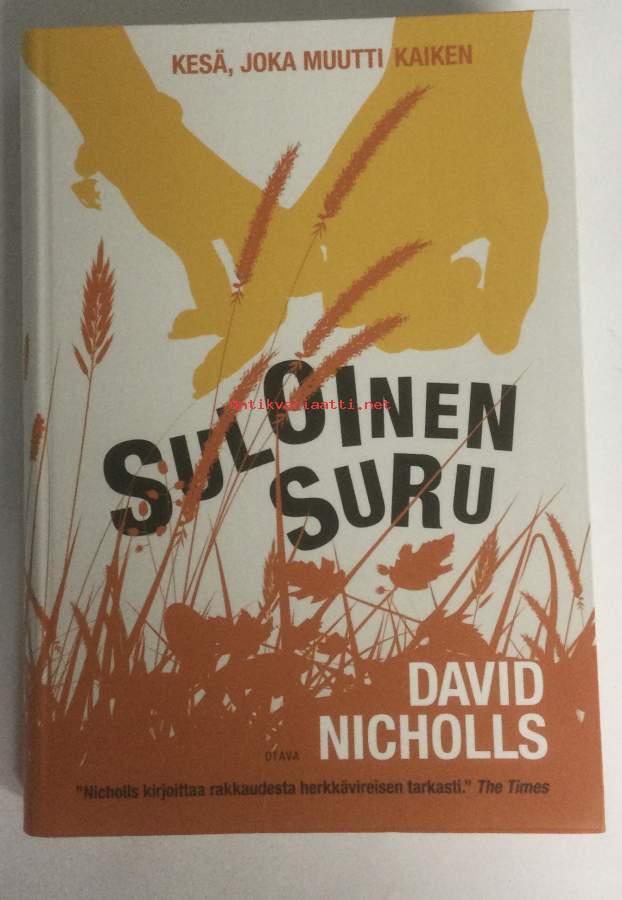 KESÄ, JOKA MUUTTI KAIKEN
Antikvariaatti.net
SULOINEN
SURU
DAVID
NICHOLLS
OTAVA
"Nicholls kirjoittaa rakkaudesta herkkävireisen tarkasti." The Times